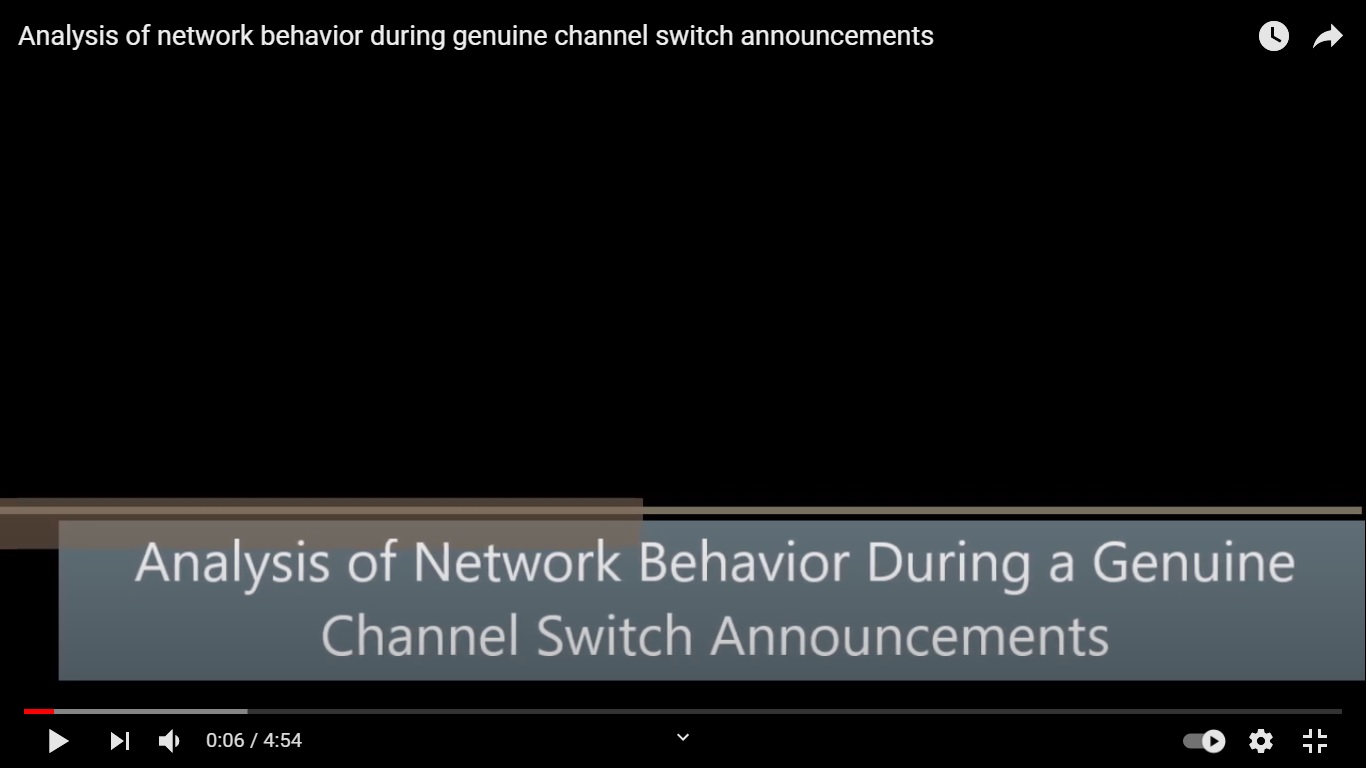 Analysis of network behavior during genuine channel switch announcements
Analysis of Network Behavior During a Genuine
Channel Switch Announcements
0:06 / 4:54